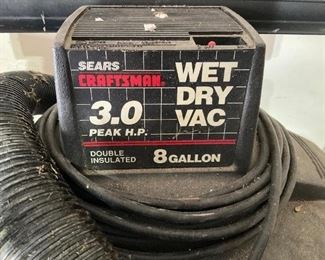 SEARS
CRAFTSMAN
3.0
PEAK H.P.
DOUBLE
INSULATED
WET
DRY
VAC
8 GALLON